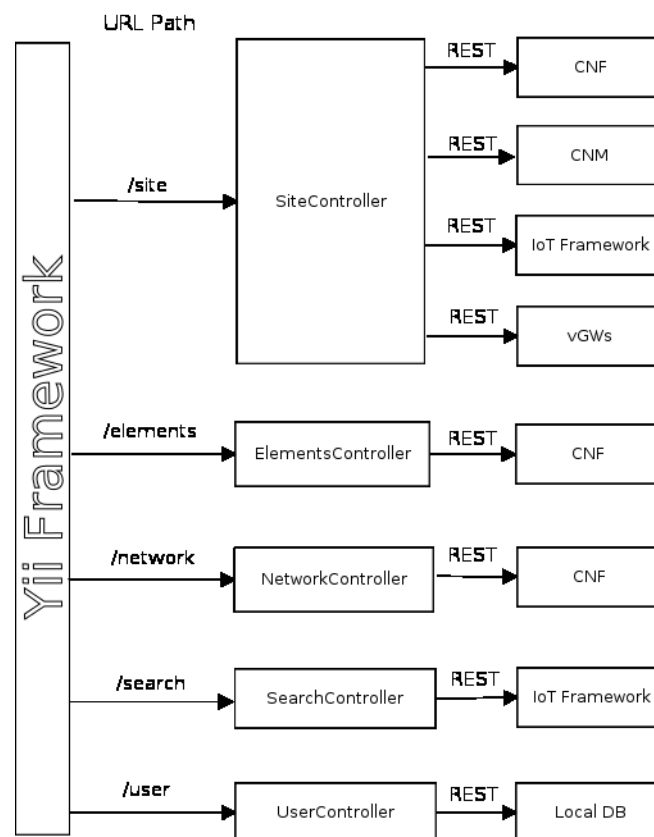 URL Path
Yii Framework
/site
SiteController
REST
CNF
REST
CNM
REST
IoT Framework
REST
vGWs
/elements
ElementsController
REST
CNF
/network
NetworkController
REST
CNF
/search
SearchController
REST
IoT Framework
/user
UserController
REST
Local DB